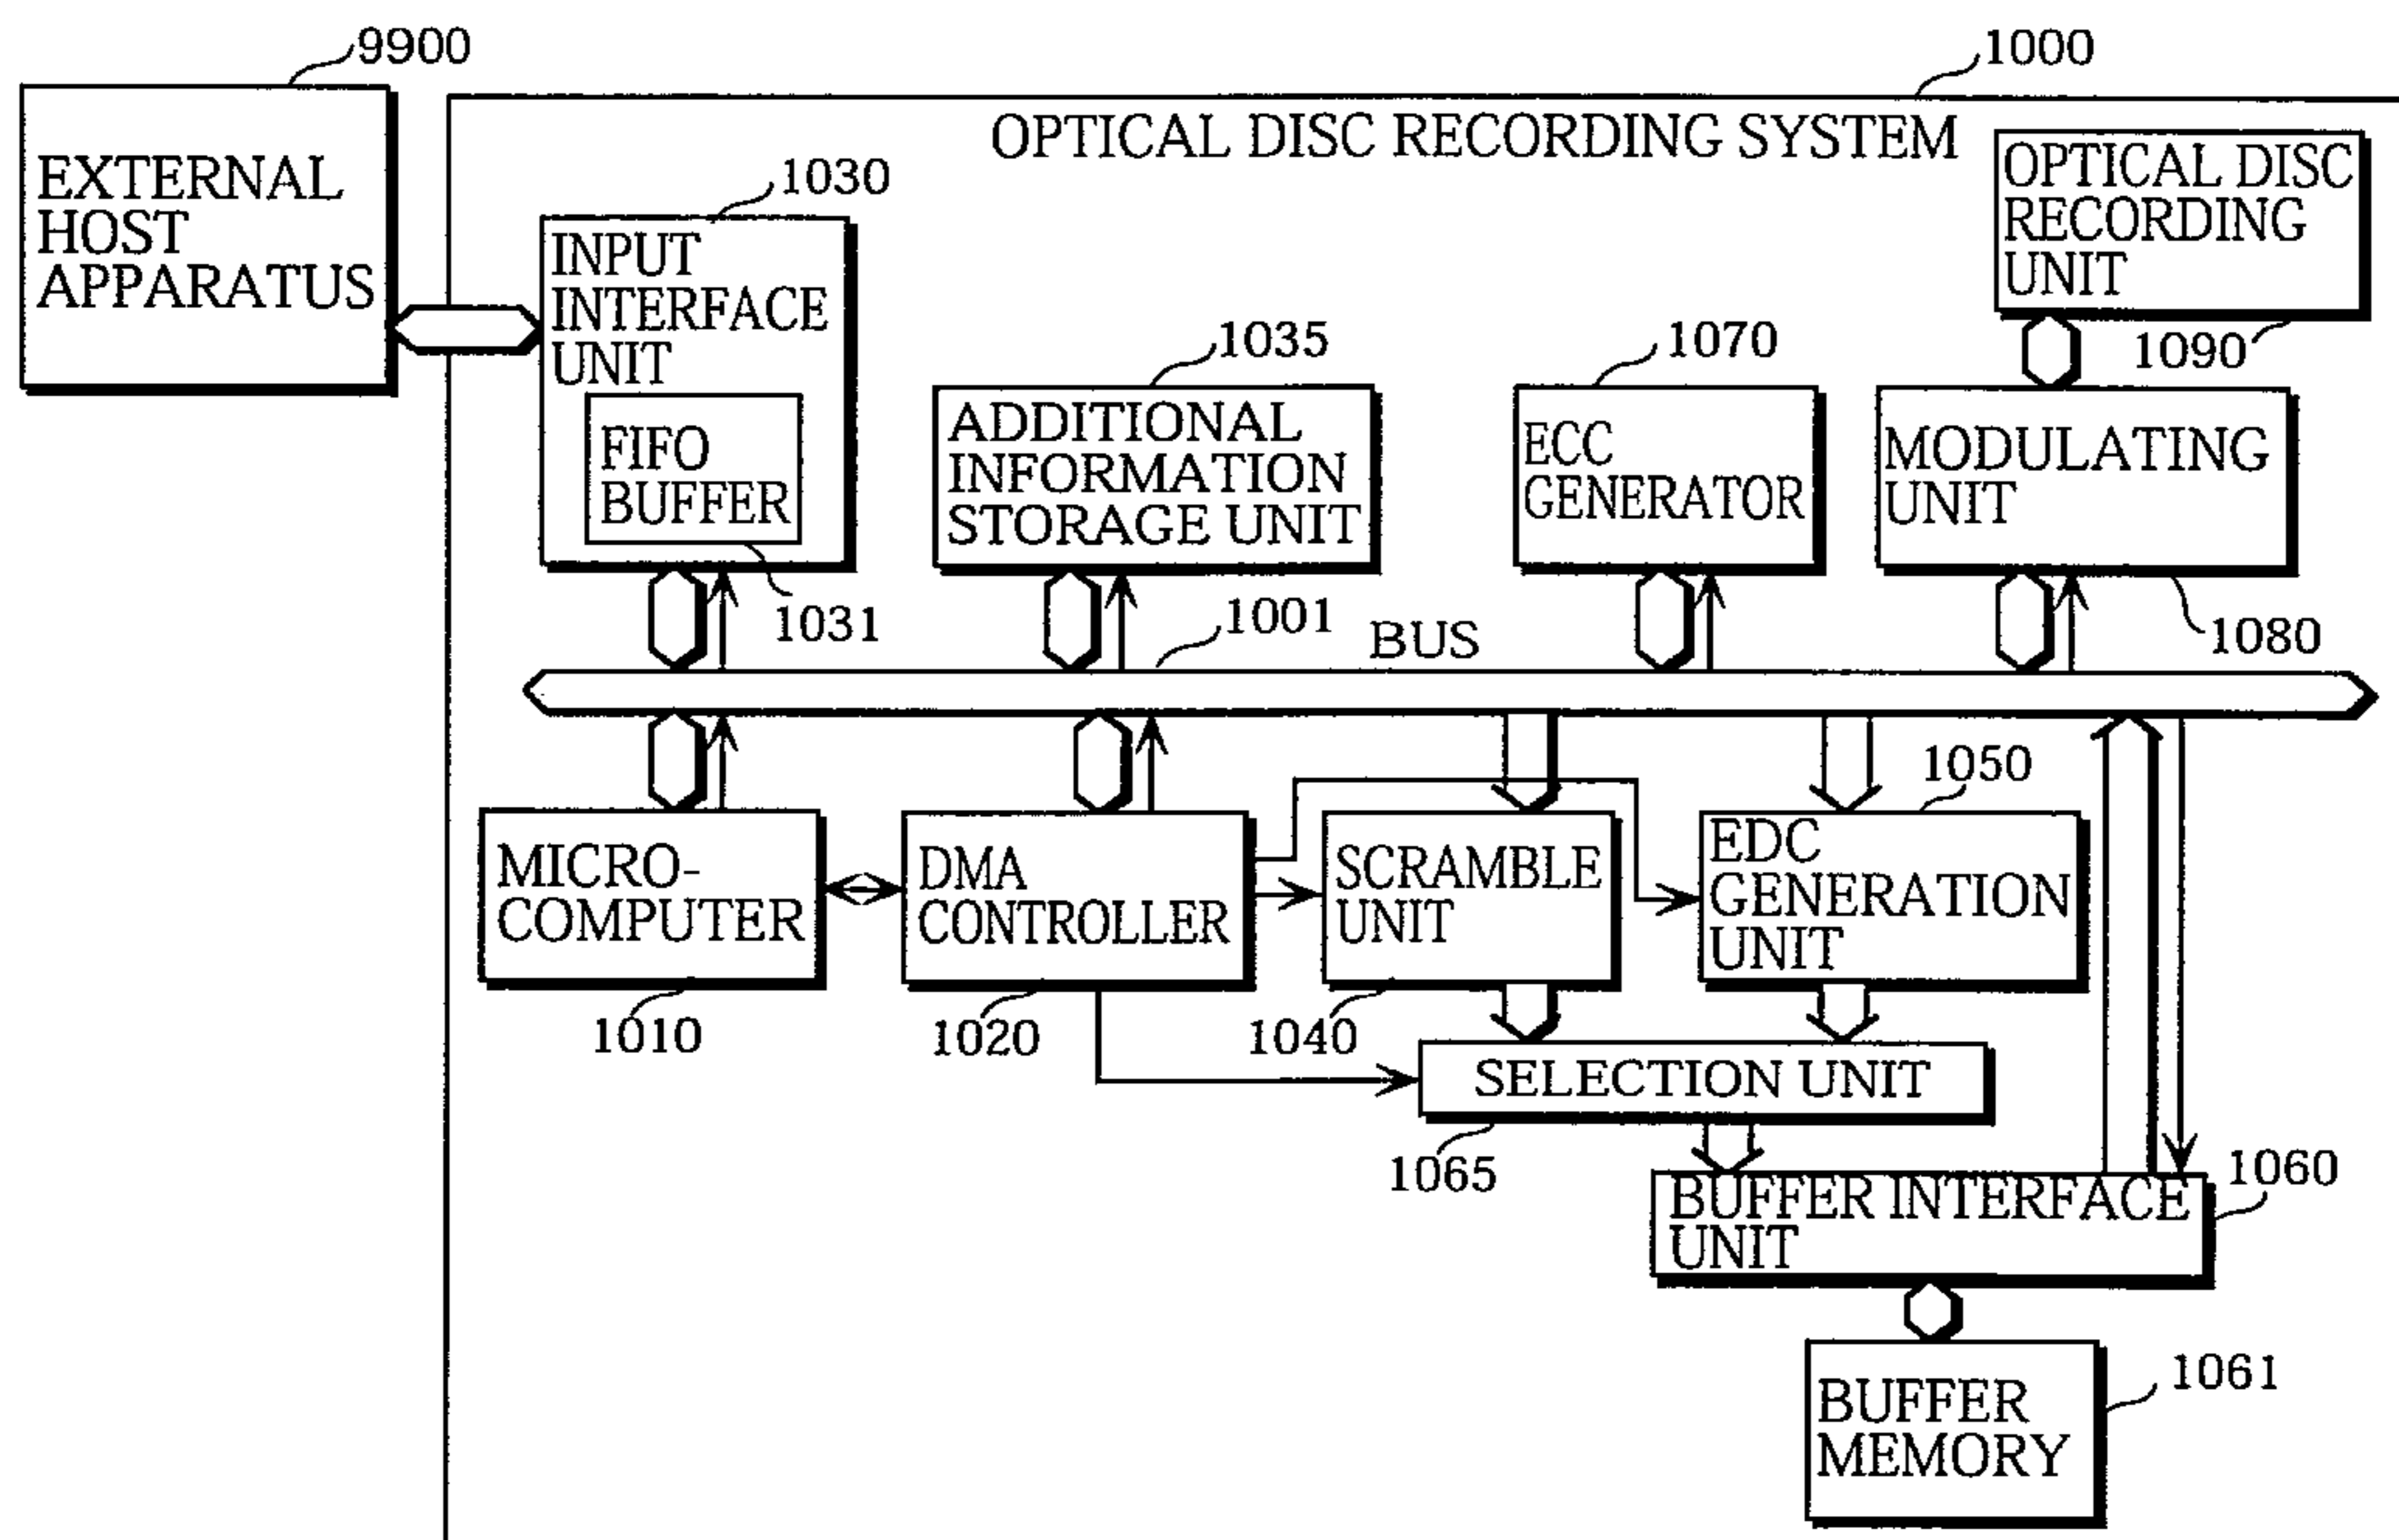 9900
1000
EXTERNAL
HOST
APPARATUS
OPTICAL DISC RECORDING SYSTEM
1030
INPUT
INTERFACE
UNIT
FIFO
BUFFER
1031
OPTICAL DISC
RECORDING
UNIT
1090
1035
ADDITIONAL
INFORMATION
STORAGE UNIT
1070
ECC
GENERATOR
MODULATING
UNIT
1080
1001
BUS
MICRO-
COMPUTER
1010
DMA
CONTROLLER
1020
SCRAMBLE
UNIT
1040
1050
EDC
GENERATION
UNIT
SELECTION UNIT
1065
1060
BUFFER INTERFACE
UNIT
1061
BUFFER
MEMORY